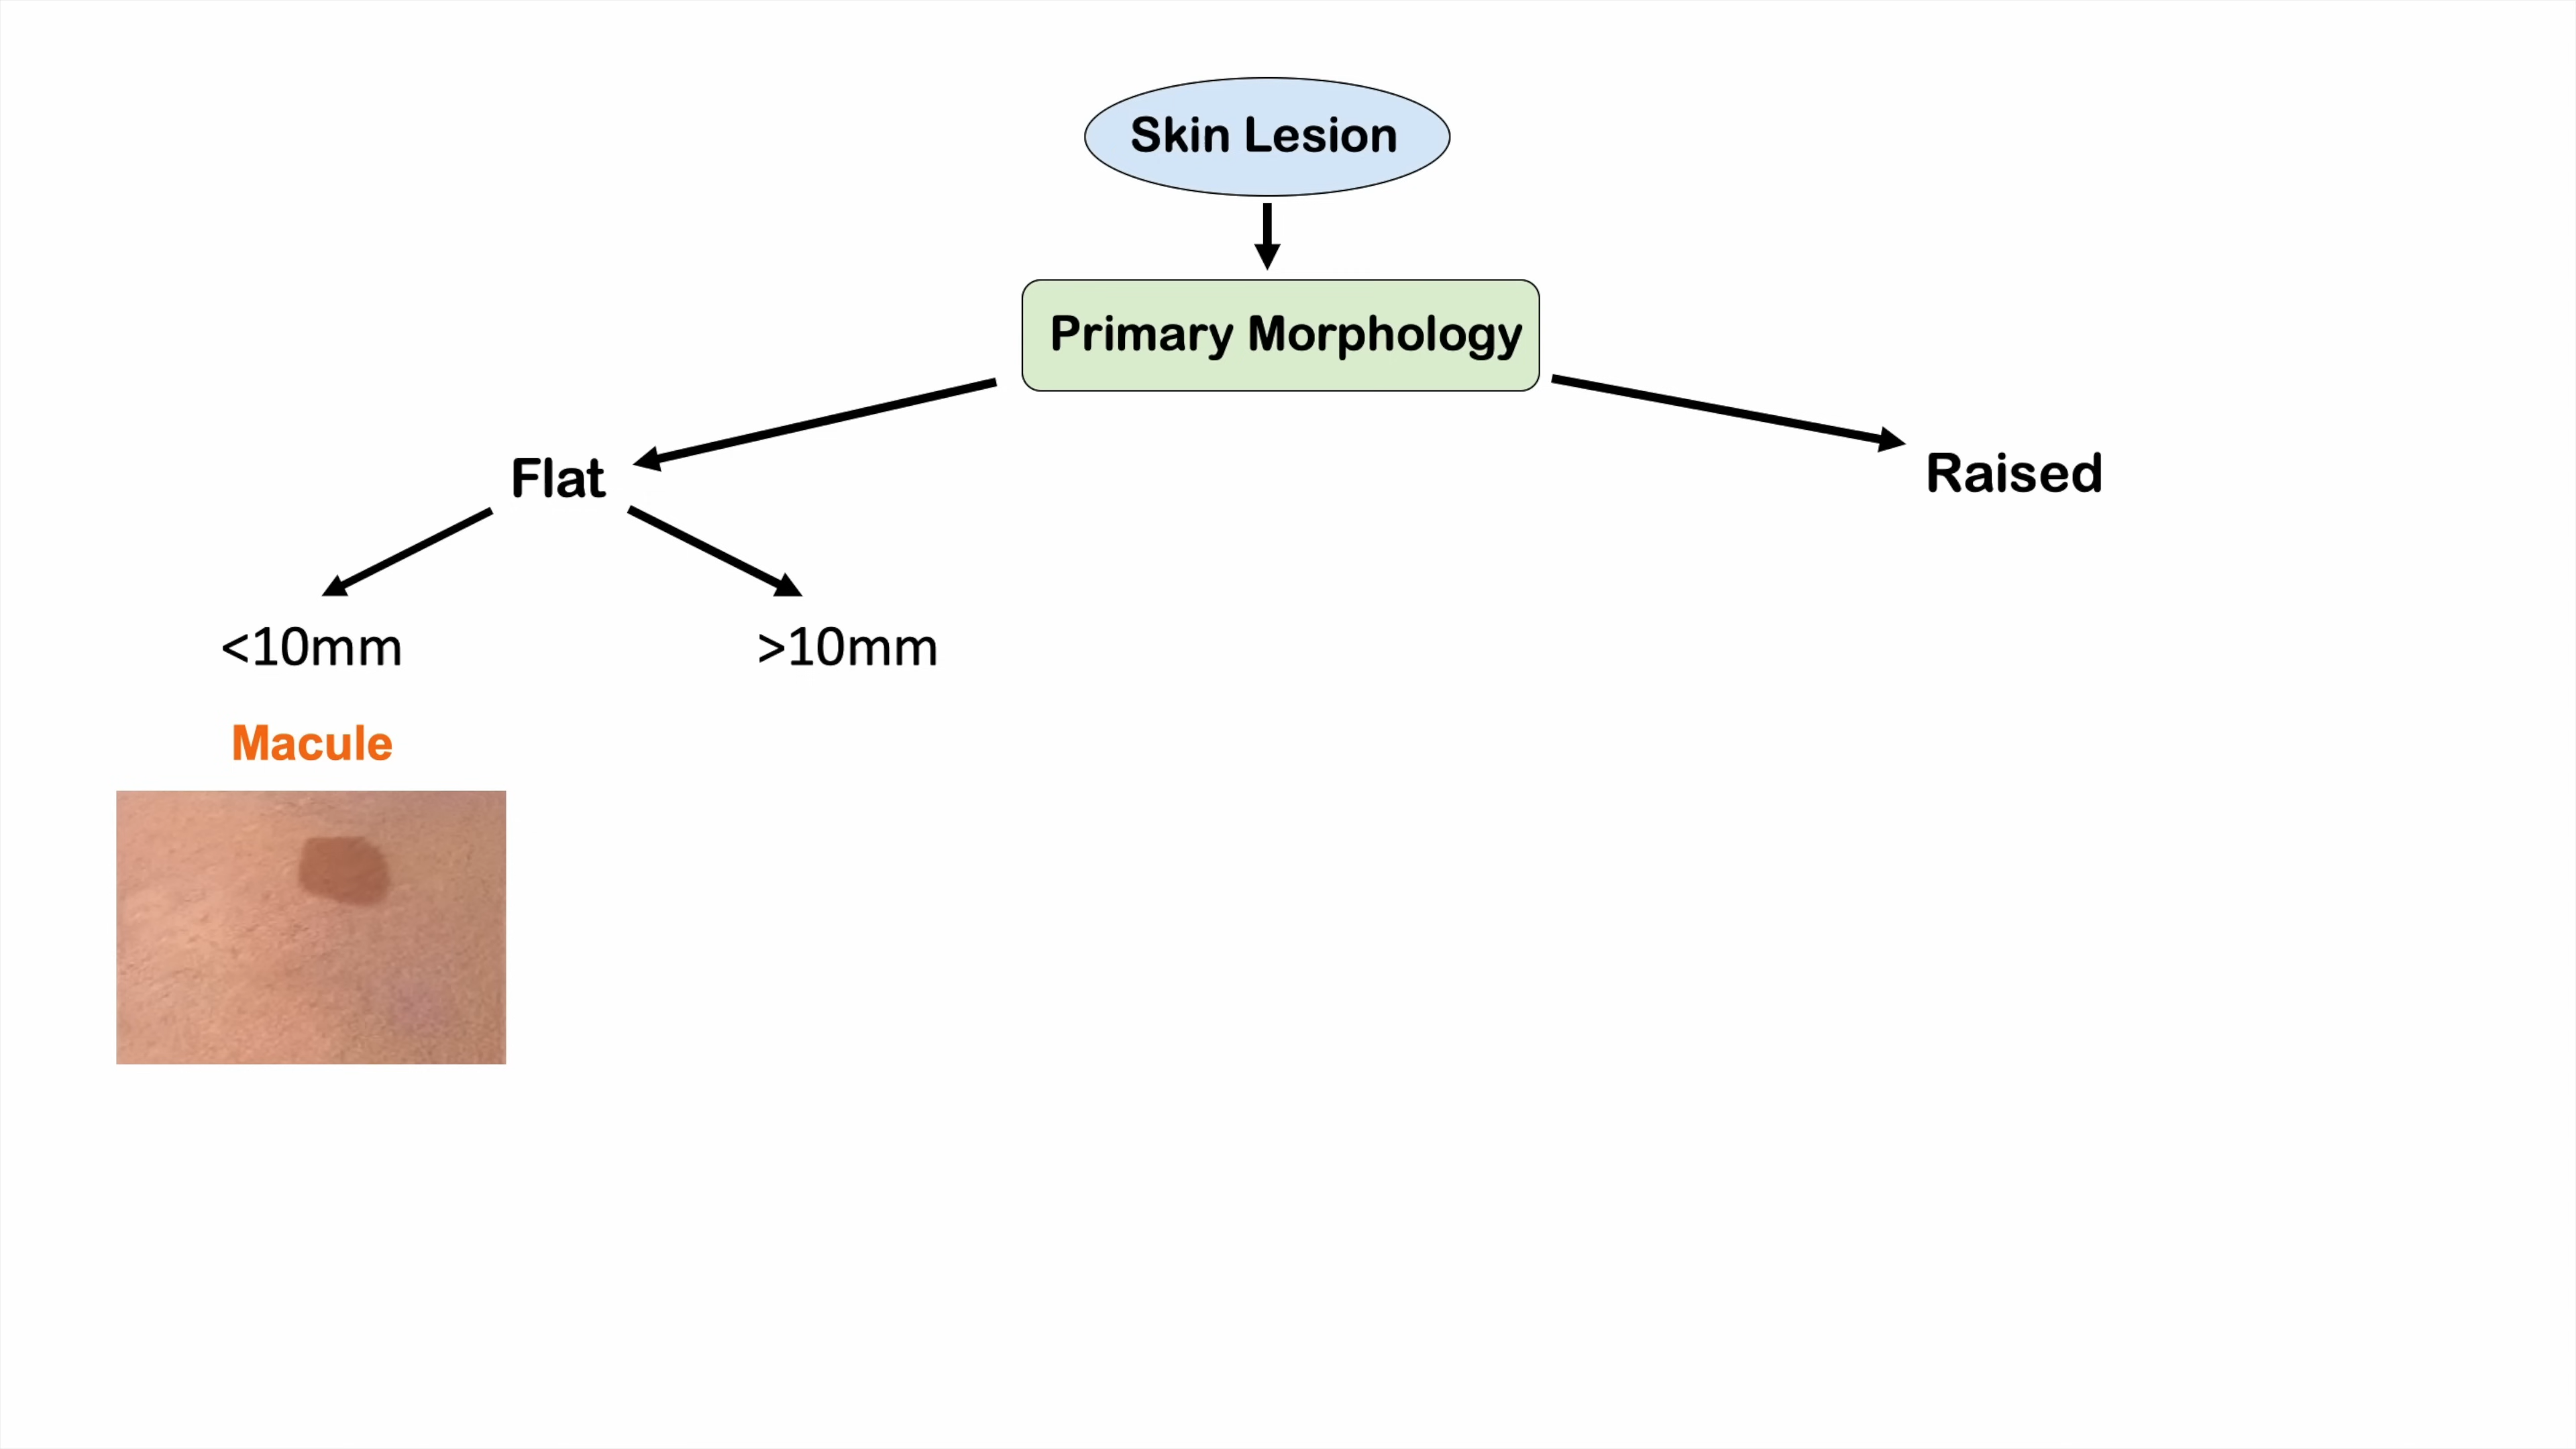 Skin Lesion
Primary Morphology
Flat
Raised
<10mm
>10mm
Macule